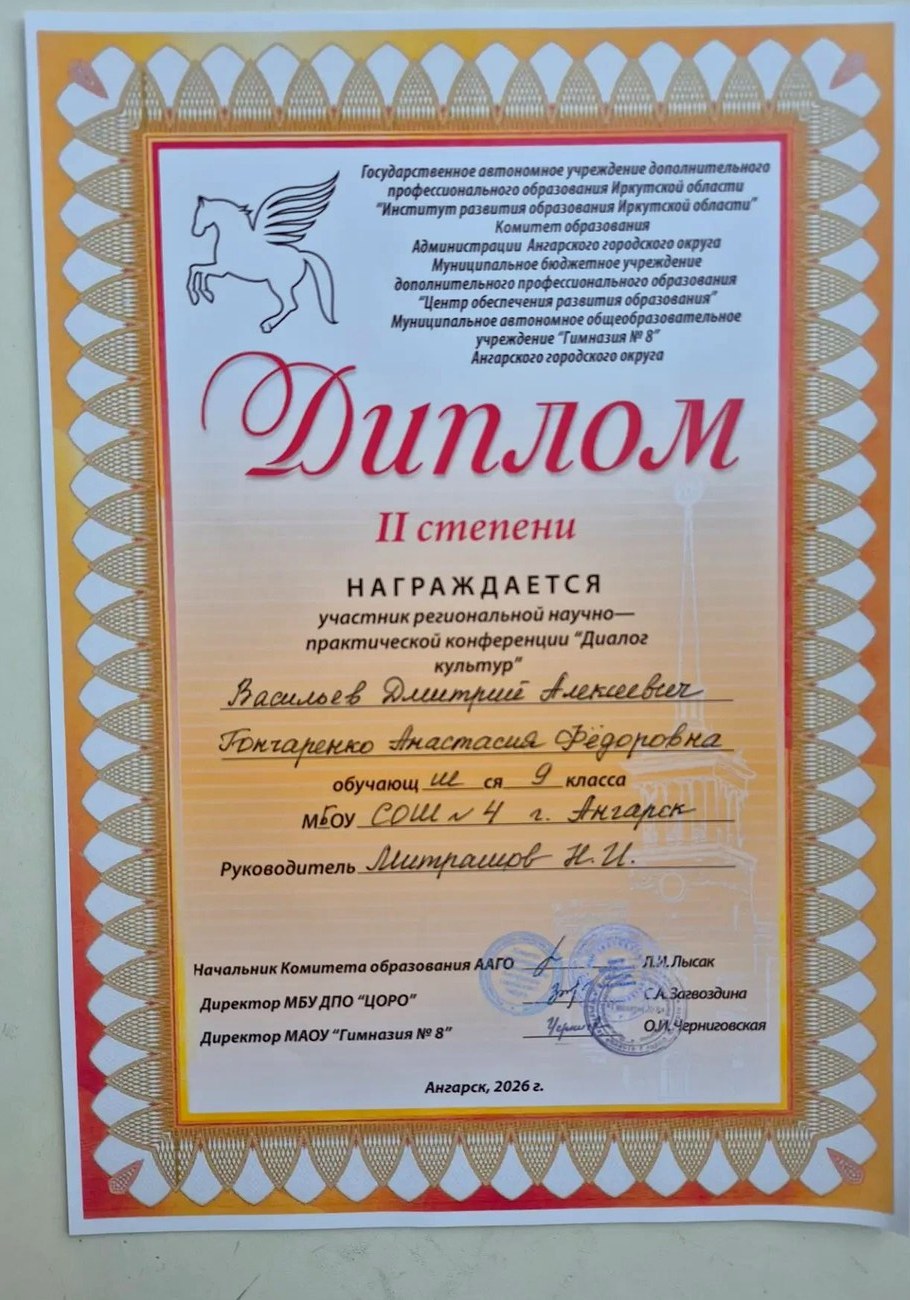 Государственное автономное учреждение дополнительного
профессионального образования Иркутской области
"Институт развития образования Иркутской области"
Комитет образования
Администрации Ангарского городского округа
Муниципальное бюджетное учреждение
дополнительного профессионального образования
"Центр обеспечения развития образования"
Муниципальное автономное общеобразовательное
учреждение "Гимназия № 8"
Ангарского городского округа
Диплом
II степени
НАГРАЖДАЕТСЯ
участник региональной научно—
практической конференции "Диалог
культур"
Васильев Дмитрий Алексеевич
Гончаренко Анастасия Фёдоровна
обучающ ие ся 9 класса
МБОУ СОШ № 4 г. Ангарск
Руководитель Митрашов Н.И.
Начальник Комитета образования ААГО Л.И. Лысак
Директор МБУ ДПО "ЦОРО" С.А. Загвоздина
Директор МАОУ "Гимназия № 8" О.И. Черниговская
Ангарск, 2026 г.